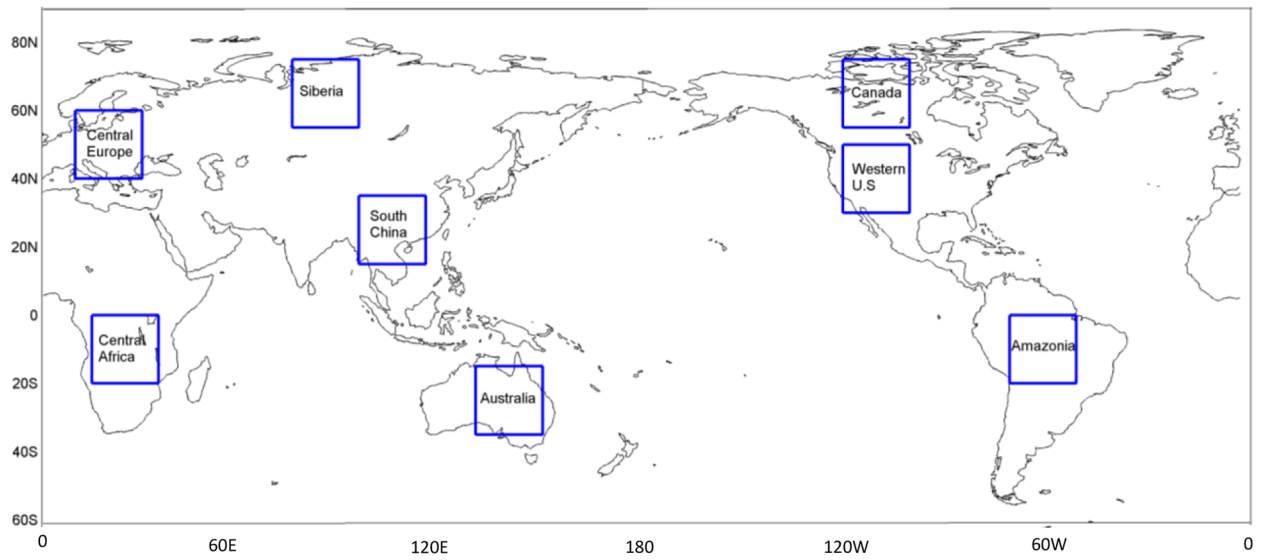 80N
Siberia
Canada
60N
Central
Europe
Western
U.S
40N
South
China
20N
0
Central
Africa
Amazonia
20S
Australia
40S
60S
0
60E
120E
180
120W
60W
0